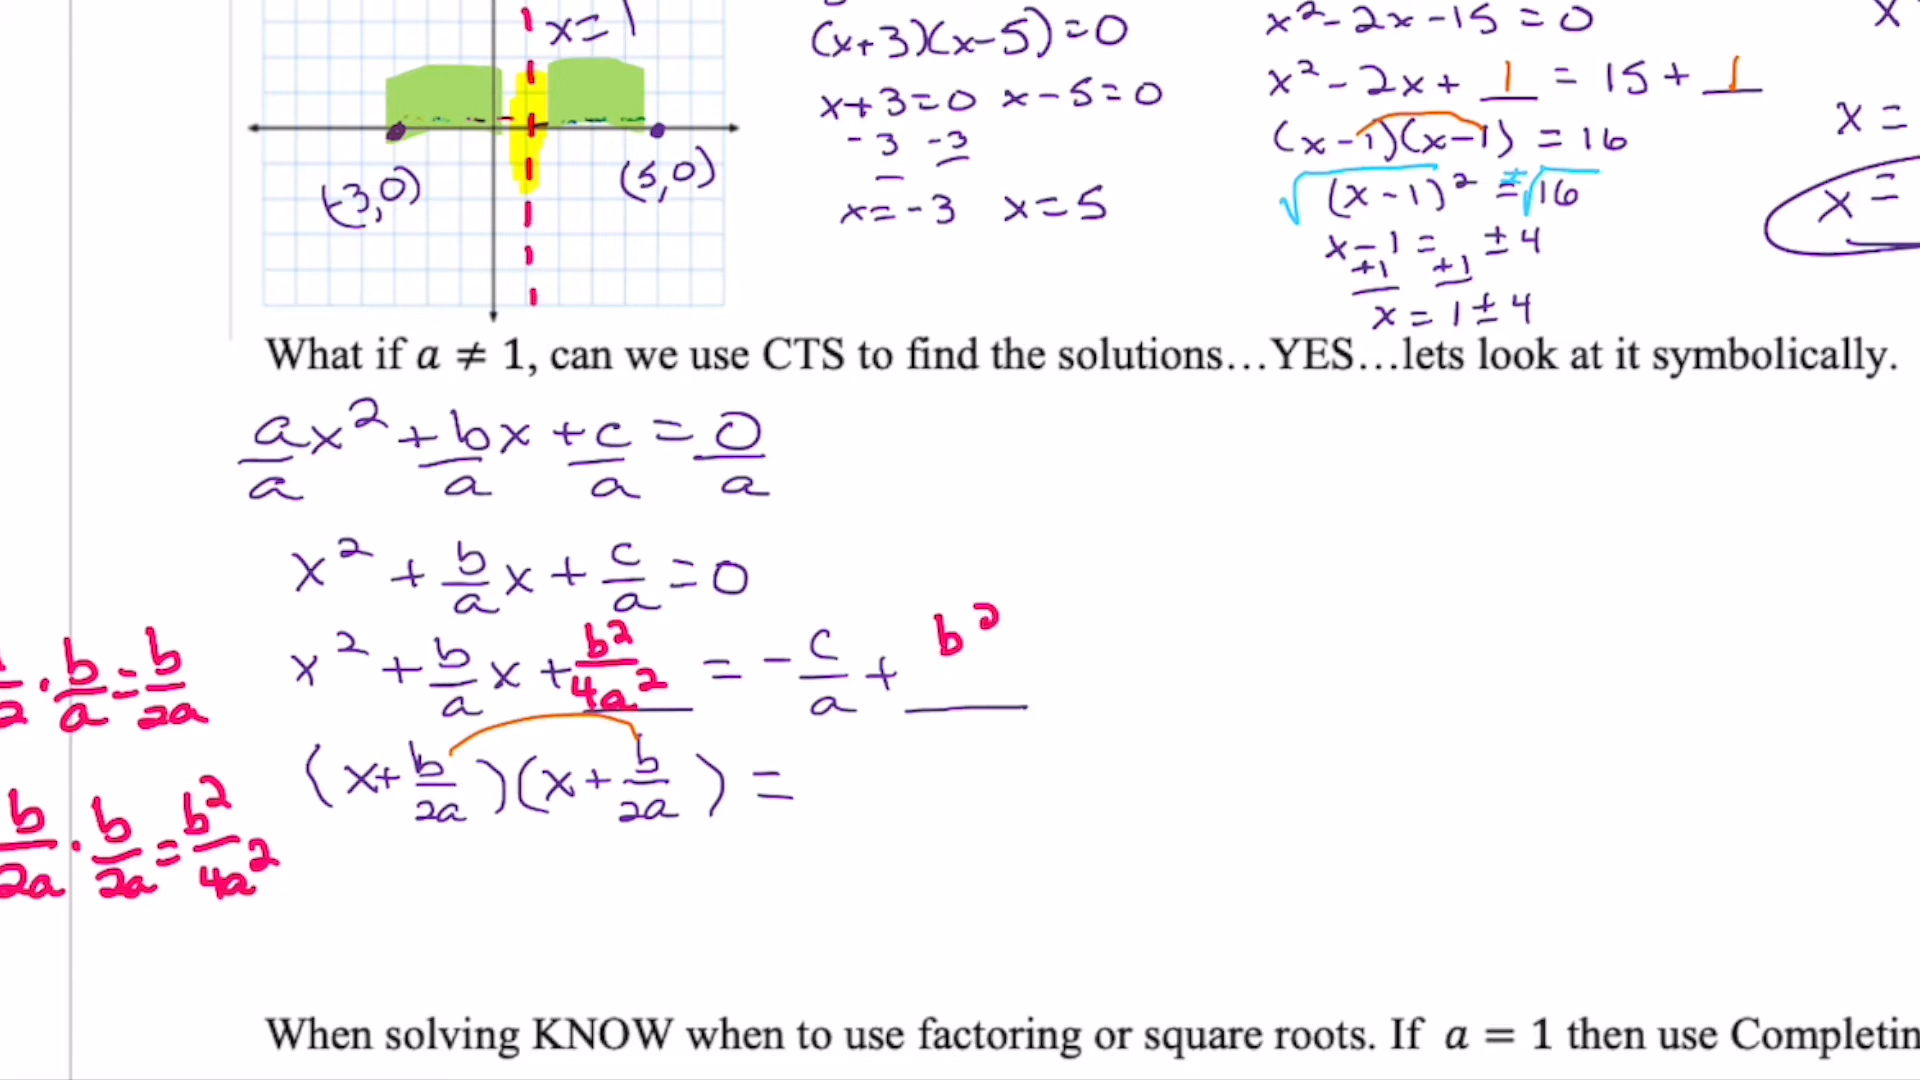 x=1
(-3,0)
(5,0)
(x+3)(x-5)=0
x+3=0 x-5=0
-3 -3
x=-3 x=5
x²-2x-15=0
x²-2x+1=15+1
(x-1)(x-1)=16
√(x-1)²=±√16
x-1=±4
+1 +1
x=1±4
x
x=
x=
What if a ≠ 1, can we use CTS to find the solutions…YES…lets look at it symbolically.
ax²/a+bx/a+c/a=0/a
x²+b/a x+c/a=0
x²+b/a x+b²/4a²=-c/a+b²
(x+b/2a)(x+b/2a)=
2·b/a=b/2a
b/2a·b/2a=b²/4a²
When solving KNOW when to use factoring or square roots. If a = 1 then use Completin